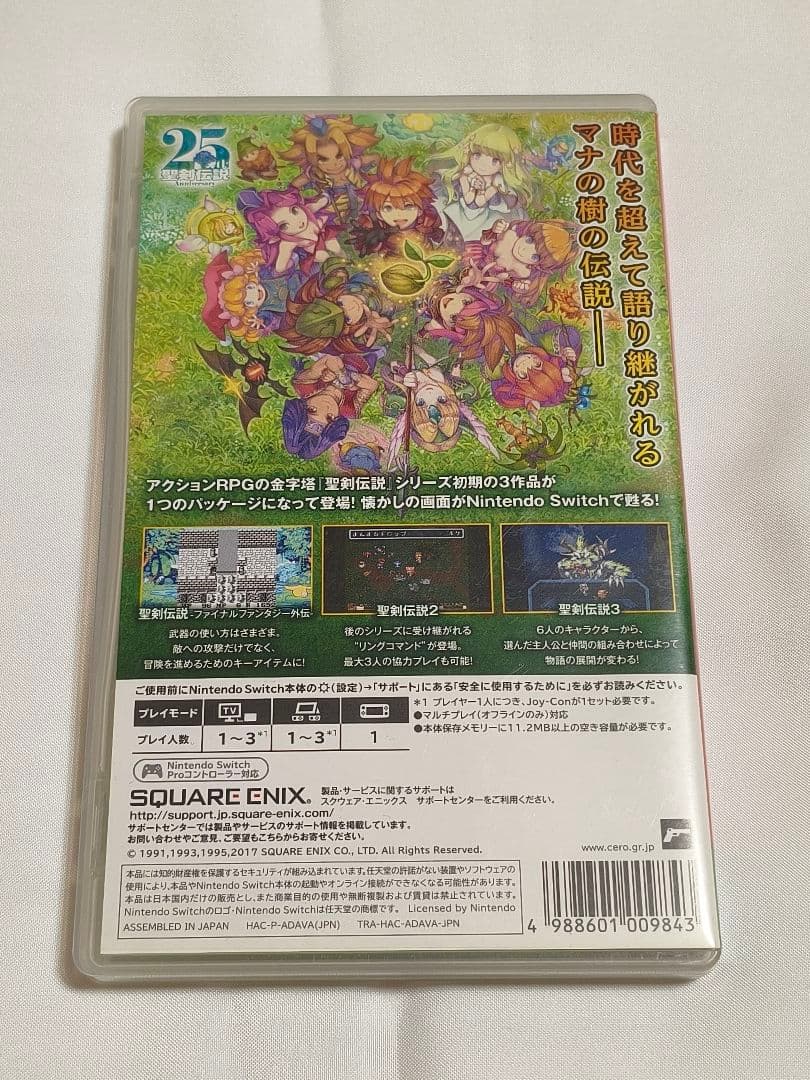 25th
聖剣伝説
Anniversary
時代を超えて語り継がれる
マナの樹の伝説——
アクションRPGの金字塔『聖剣伝説』シリーズ初期の3作品が
1つのパッケージになって登場! 懐かしの画面がNintendo Switchで甦る!
聖剣伝説 -ファイナルファンタジー外伝-
武器の使い方はさまざま。
敵への攻撃だけでなく、
冒険を進めるためのキーアイテムに!
まんまるドロップ
聖剣伝説2
後のシリーズに受け継がれる
"リングコマンド"が登場。
最大3人の協力プレイも可能!
聖剣伝説3
6人のキャラクターから、
選んだ主人公と仲間の組み合わせによって
物語の展開が変わる!
ご使用前にNintendo Switch本体の(設定)→「サポート」にある「安全に使用するために」を必ずお読みください。
プレイモード TV
プレイ人数 1～3*1 1～3*1 1
*1 プレイヤー1人につき、Joy-Conが1セット必要です。
●マルチプレイ(オフラインのみ)対応
●本体保存メモリーに11.2MB以上の空き容量が必要です。
Nintendo Switch
Proコントローラー対応
SQUARE ENIX®
製品・サービスに関するサポートは
スクウェア・エニックス サポートセンターをご利用ください。
http://support.jp.square-enix.com/
サポートセンターでは製品やサービスのサポート情報を掲載しています。
お問い合わせやご意見、ご要望もこちらからお寄せください。
© 1991,1993,1995,2017 SQUARE ENIX CO., LTD. All Rights Reserved.
www.cero.gr.jp
本品には知的財産権を保護するセキュリティが組み込まれています。任天堂の許諾がない装置やソフトウェアの
使用により、本品やNintendo Switch本体の起動やオンライン接続ができなくなる可能性があります。
本品は日本国内だけの販売とし、また商業目的の使用や無断複製および賃貸は禁止されています。
Nintendo Switchのロゴ・Nintendo Switchは任天堂の商標です。 Licensed by Nintendo
ASSEMBLED IN JAPAN HAC-P-ADAVA(JPN) TRA-HAC-ADAVA-JPN
4 988601 009843